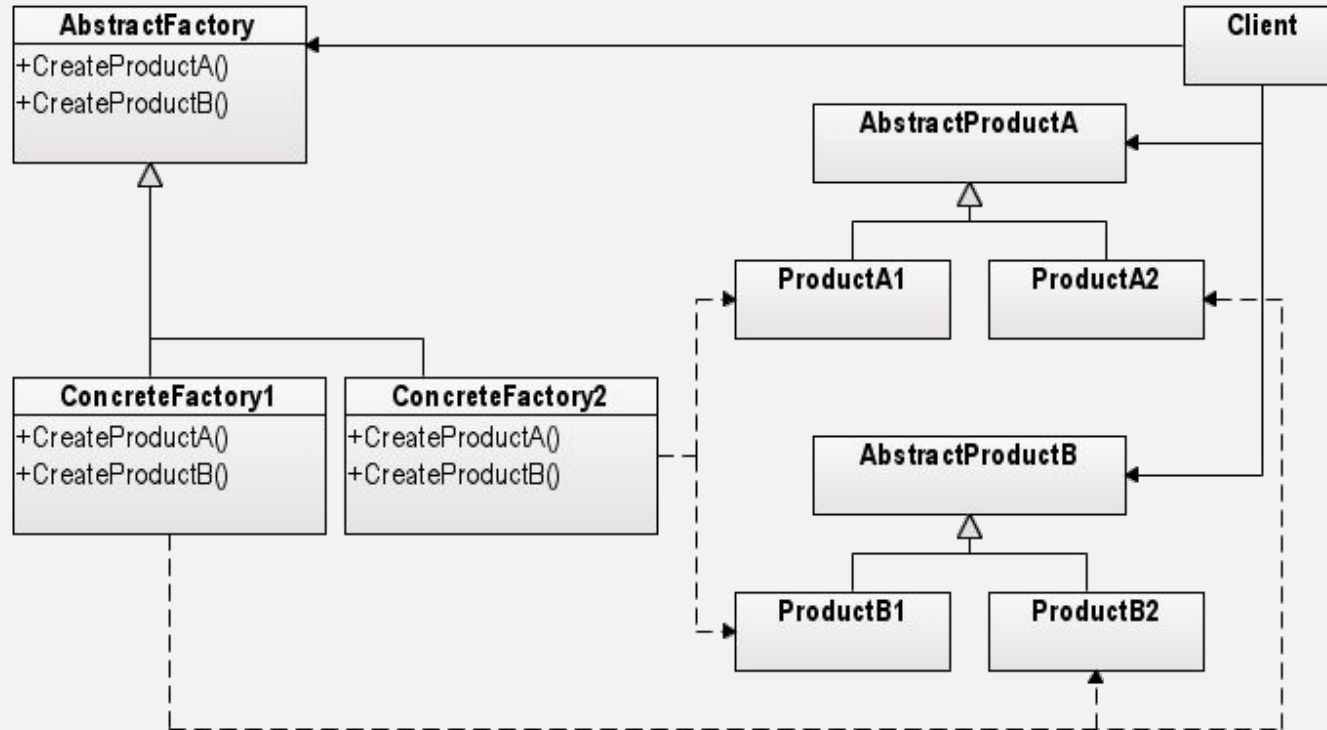 AbstractFactory
+CreateProductA()
+CreateProductB()
Client
AbstractProductA
ProductA1
ProductA2
ConcreteFactory1
+CreateProductA()
+CreateProductB()
ConcreteFactory2
+CreateProductA()
+CreateProductB()
AbstractProductB
ProductB1
ProductB2